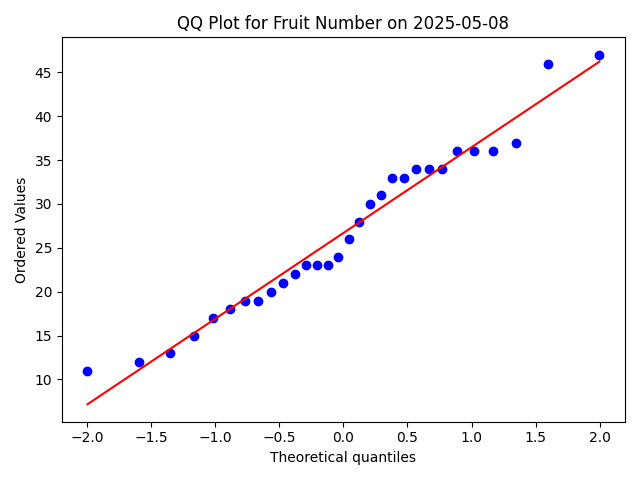 QQ Plot for Fruit Number on 2025-05-08
45
40
35
30
25
20
15
10
Ordered Values
−2.0 −1.5 −1.0 −0.5 0.0 0.5 1.0 1.5 2.0
Theoretical quantiles